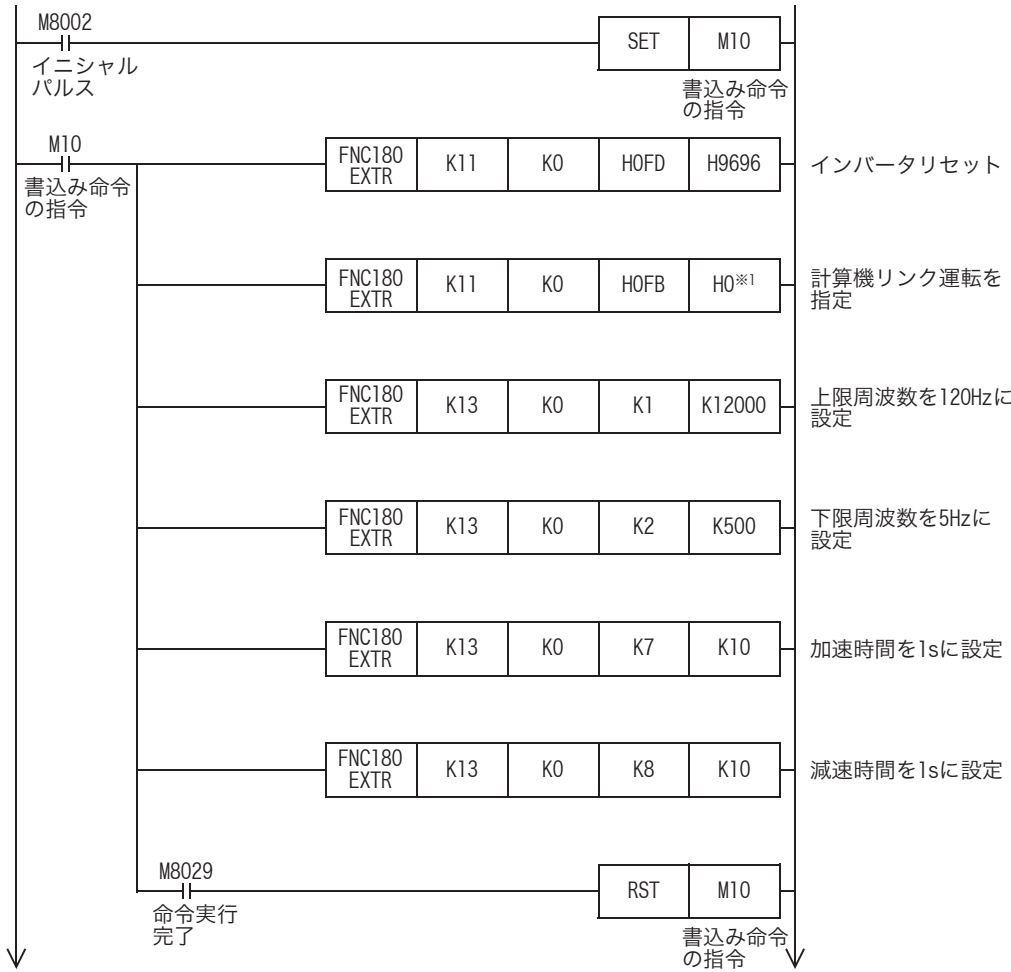 M8002
SET M10
イニシャル
パルス
書込み命令
の指令
M10
書込み命令
の指令
FNC180
EXTR
K11 K0 H0FD H9696
インバータリセット
FNC180
EXTR
K11 K0 H0FB H0※1
計算機リンク運転を
指定
FNC180
EXTR
K13 K0 K1 K12000
上限周波数を120Hzに
設定
FNC180
EXTR
K13 K0 K2 K500
下限周波数を5Hzに
設定
FNC180
EXTR
K13 K0 K7 K10
加速時間を1sに設定
FNC180
EXTR
K13 K0 K8 K10
減速時間を1sに設定
M8029
RST M10
命令実行
完了
書込み命令
の指令